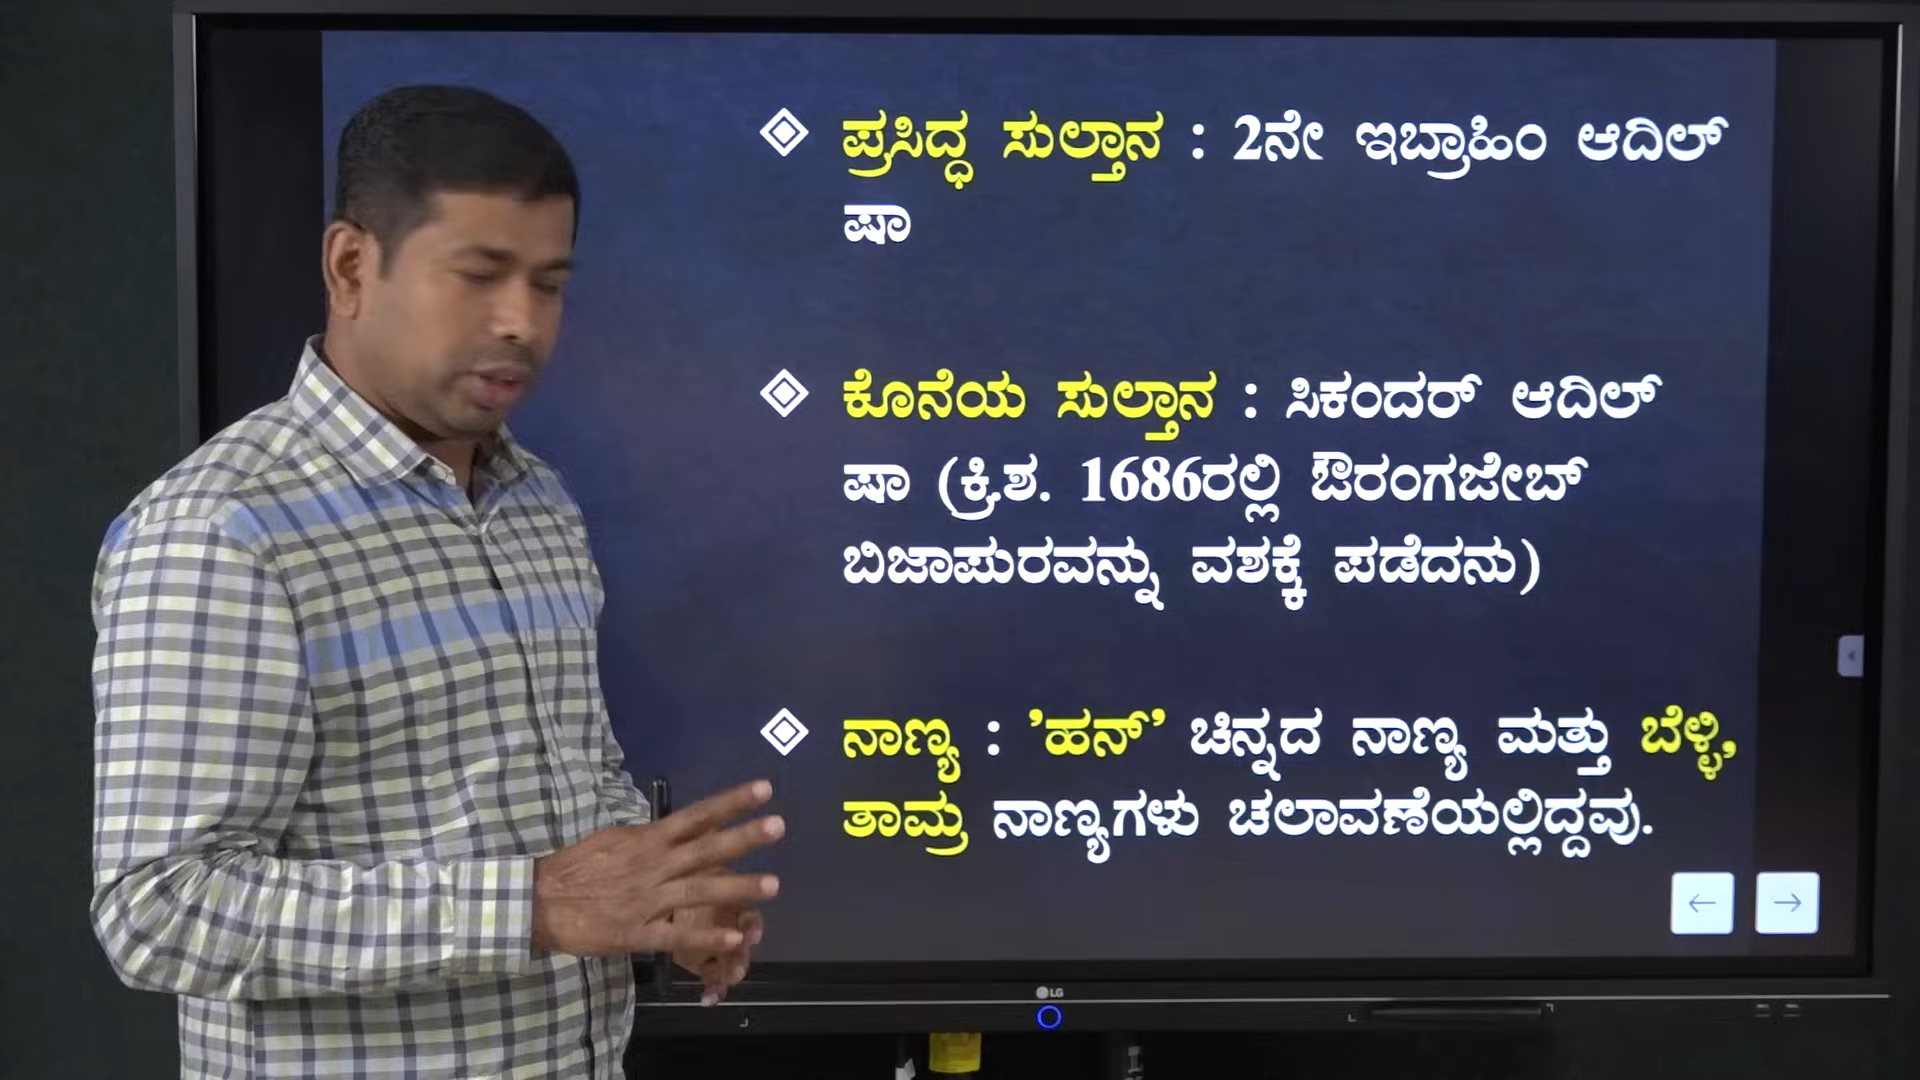 ಪ್ರಸಿದ್ಧ ಸುಲ್ತಾನ : 2ನೇ ಇಬ್ರಾಹಿಂ ಆದಿಲ್
ಷಾ
ಕೊನೆಯ ಸುಲ್ತಾನ : ಸಿಕಂದರ್ ಆದಿಲ್
ಷಾ (ಕ್ರಿ.ಶ. 1686ರಲ್ಲಿ ಔರಂಗಜೇಬ್
ಬಿಜಾಪುರವನ್ನು ವಶಕ್ಕೆ ಪಡೆದನು)
ನಾಣ್ಯ : ’ಹನ್’ ಚಿನ್ನದ ನಾಣ್ಯ ಮತ್ತು ಬೆಳ್ಳಿ,
ತಾಮ್ರ ನಾಣ್ಯಗಳು ಚಲಾವಣೆಯಲ್ಲಿದ್ದವು.
LG